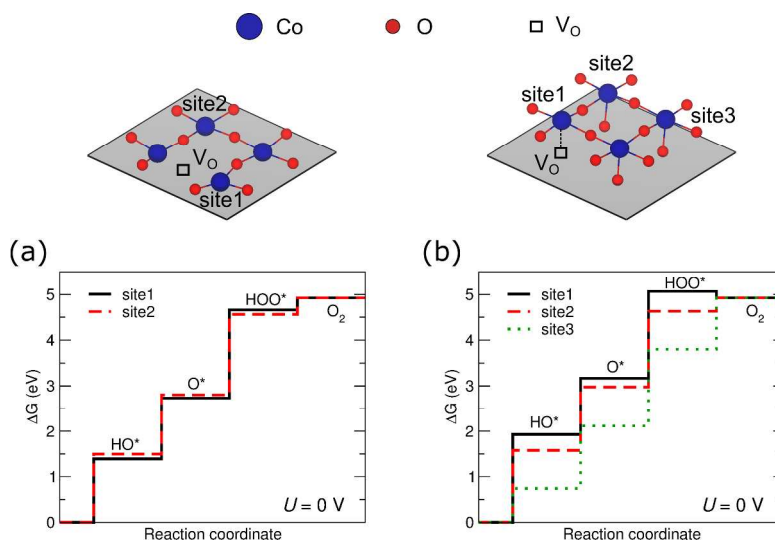 Co O V_O
site2
V_O
site1
site2
site1
site3
V_O
(a)
ΔG (eV)
5
4
3
2
1
0
site1
site2
HO*
O*
HOO*
O₂
U = 0 V
Reaction coordinate
(b)
ΔG (eV)
5
4
3
2
1
0
site1
site2
site3
HO*
O*
HOO*
O₂
U = 0 V
Reaction coordinate